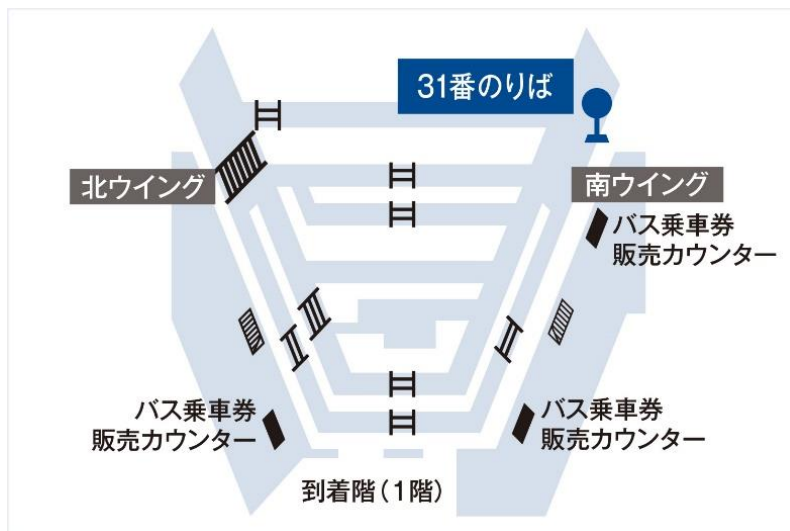 31番のりば
北ウイング
南ウイング
バス乗車券
販売カウンター
バス乗車券
販売カウンター
バス乗車券
販売カウンター
到着階(1階)